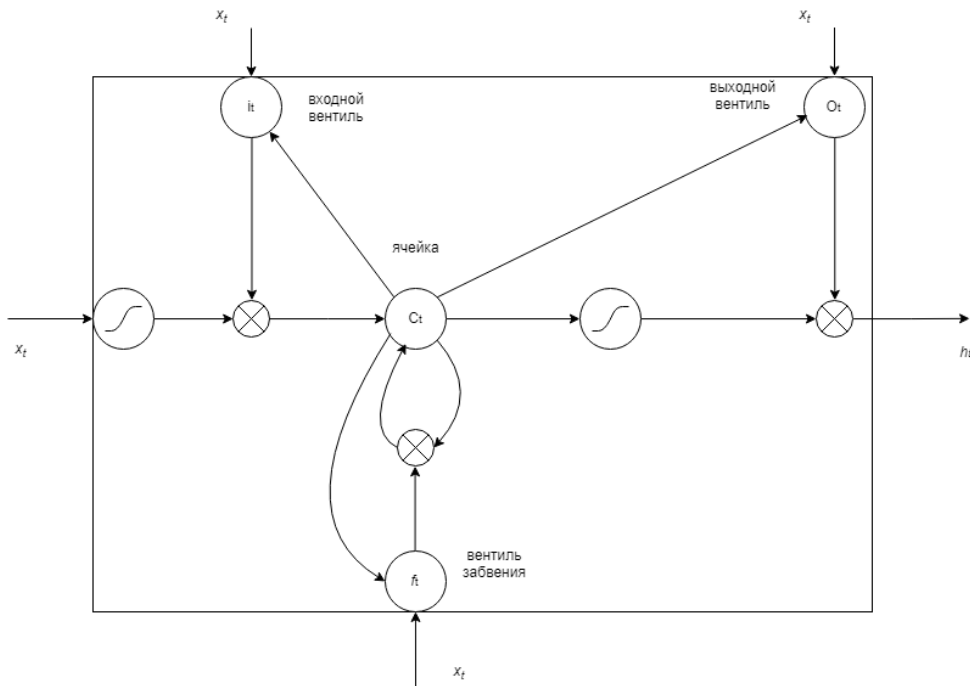 x_t
x_t
i_t
входной
вентиль
выходной
вентиль
O_t
ячейка
C_t
x_t
h_t
f_t
вентиль
забвения
x_t